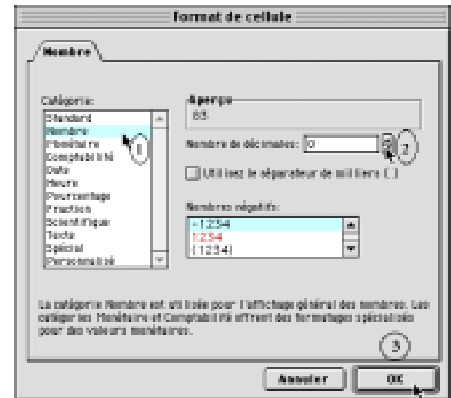 Format de cellule
Nombre
Catégorie:
Standard
Nombre
Monétaire
Comptabilité
Date
Heure
Pourcentage
Fraction
Scientifique
Texte
Spécial
Personnalisé
1
Aperçu
83
Nombre de décimales: 0
2
Utilisez le séparateur de milliers ( )
Nombres négatifs:
-1234
1234
(1234)
La catégorie Nombre est utilisée pour l'affichage général des nombres. Les
catégories Monétaire et Comptabilité offrent des formatages spécialisés
pour des valeurs monétaires.
3
Annuler
OK